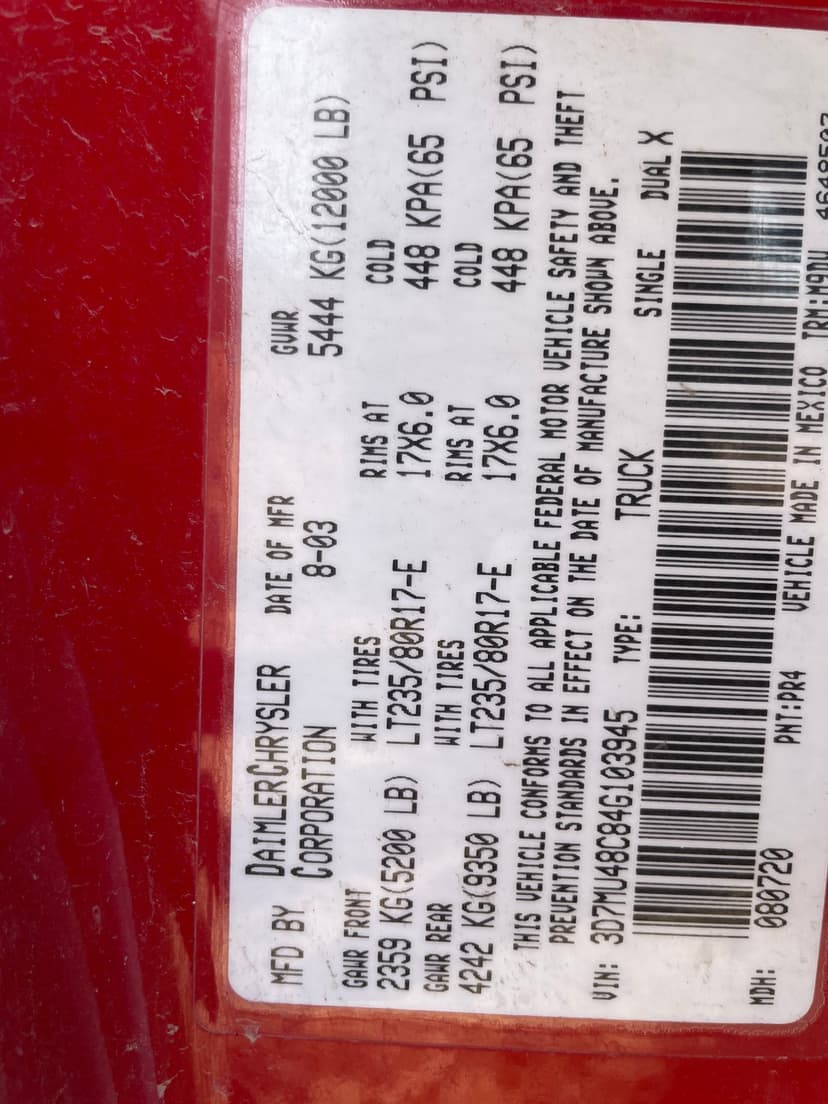 MFD BY DAIMLERCHRYSLER CORPORATION
DATE OF MFR 8-03
GVWR 5444 KG(12000 LB)
GAWR FRONT WITH TIRES RIMS AT COLD
2359 KG(5200 LB) LT235/80R17-E 17X6.0 448 KPA(65 PSI)
GAWR REAR WITH TIRES RIMS AT COLD
4242 KG(9350 LB) LT235/80R17-E 17X6.0 448 KPA(65 PSI)
THIS VEHICLE CONFORMS TO ALL APPLICABLE FEDERAL MOTOR VEHICLE SAFETY AND THEFT
PREVENTION STANDARDS IN EFFECT ON THE DATE OF MANUFACTURE SHOWN ABOVE.
VIN: 3D7MU48C84G103945 TYPE: TRUCK SINGLE DUAL X
MDH: 080720 PNT:PR4 VEHICLE MADE IN MEXICO TRM:M9DV